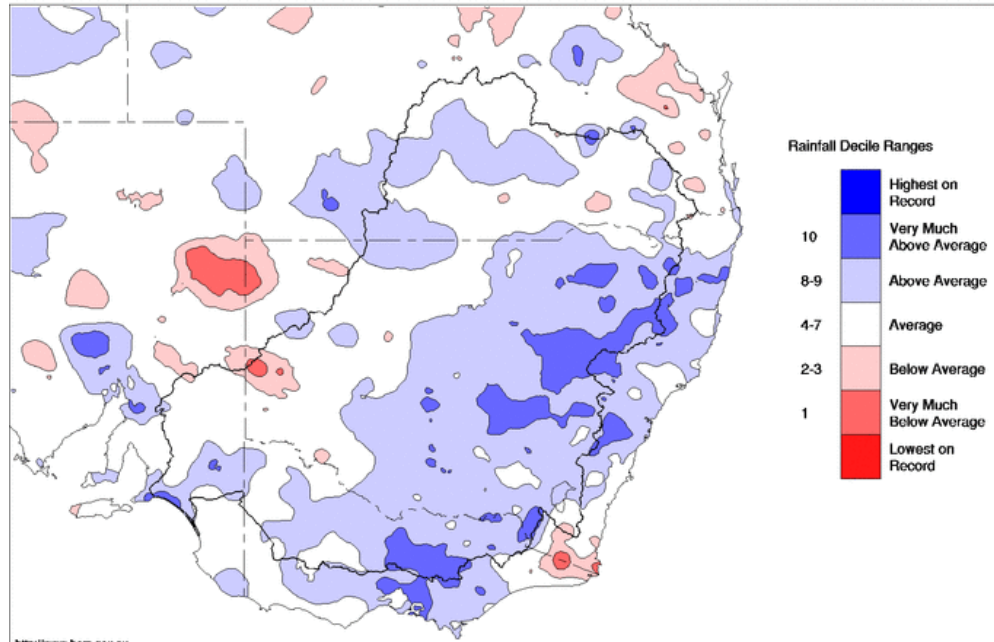 Rainfall Decile Ranges
Highest on
Record
10
Very Much
Above Average
8-9
Above Average
4-7
Average
2-3
Below Average
1
Very Much
Below Average
Lowest on
Record